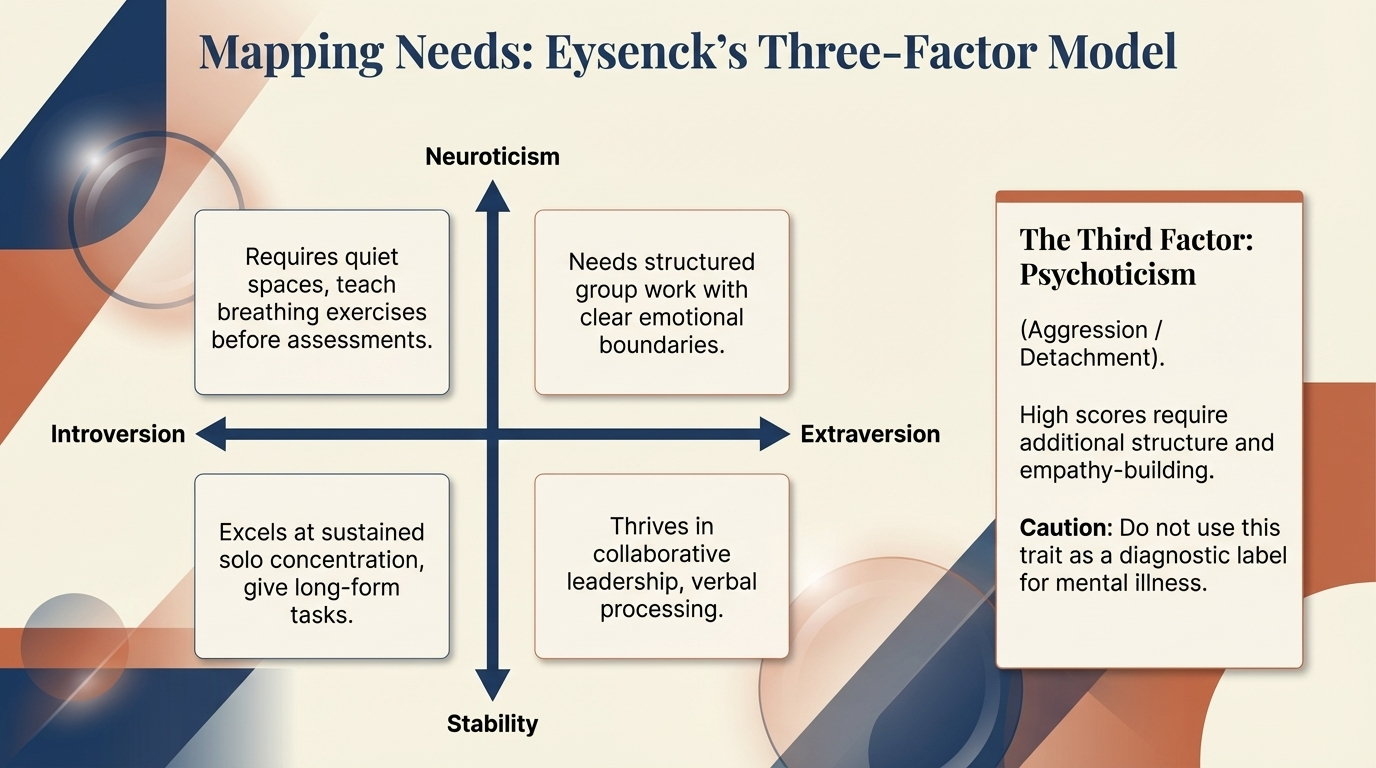 Mapping Needs: Eysenck’s Three-Factor Model
Neuroticism
Requires quiet
spaces, teach
breathing exercises
before assessments.
Needs structured
group work with
clear emotional
boundaries.
Introversion
Extraversion
Excels at sustained
solo concentration,
give long-form
tasks.
Thrives in
collaborative
leadership, verbal
processing.
Stability
The Third Factor:
Psychoticism
(Aggression /
Detachment).
High scores require
additional structure and
empathy-building.
Caution: Do not use this
trait as a diagnostic label
for mental illness.